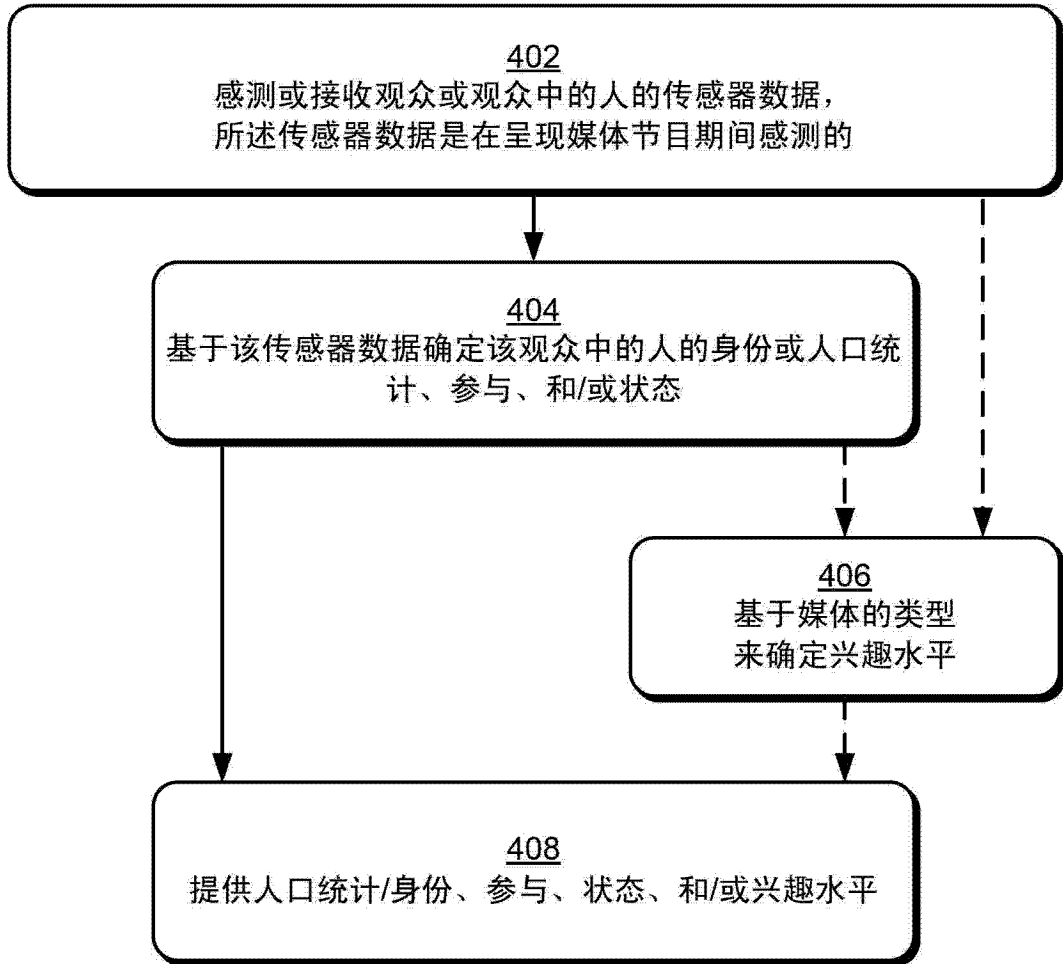 402
感测或接收观众或观众中的人的传感器数据，
所述传感器数据是在呈现媒体节目期间感测的
404
基于该传感器数据确定该观众中的人的身份或人口统
计、参与、和/或状态
406
基于媒体的类型
来确定兴趣水平
408
提供人口统计/身份、参与、状态、和/或兴趣水平